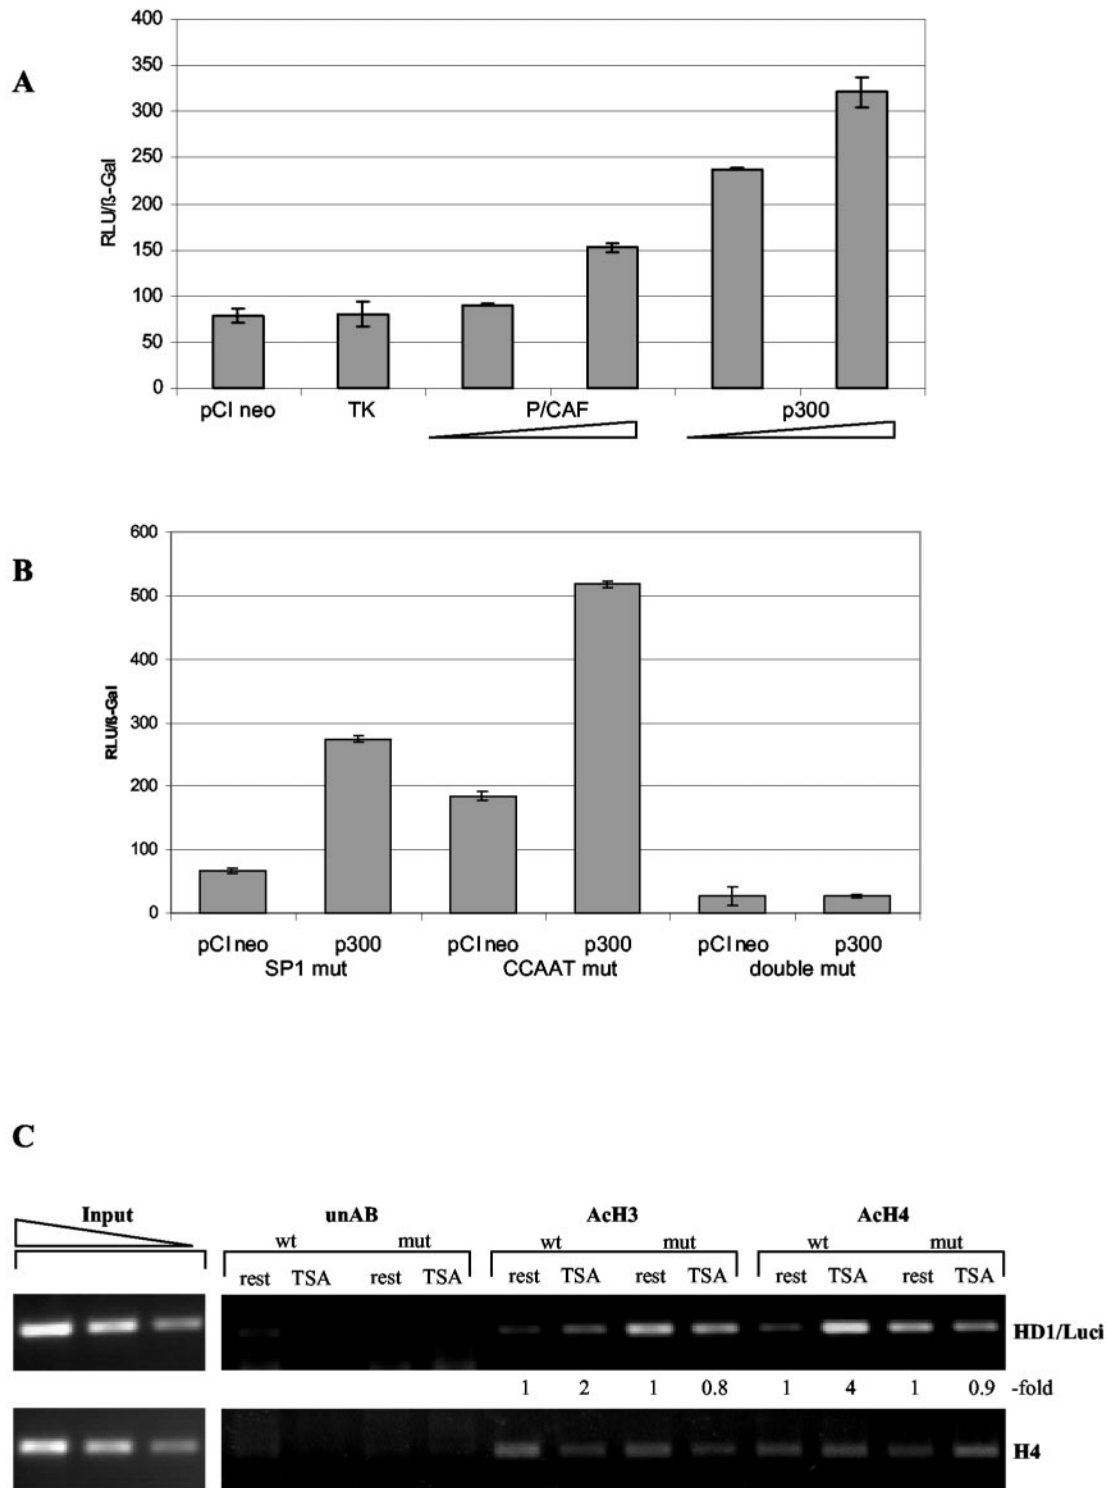 A
400
350
300
250
200
150
100
50
0
RLU/ß-Gal
pCI neo TK P/CAF p300
B
600
500
400
300
200
100
0
RLU/ß-Gal
pCI neo p300 pCI neo p300 pCI neo p300
SP1 mut CCAAT mut double mut
C
Input unAB AcH3 AcH4
wt mut wt mut wt mut
rest TSA rest TSA rest TSA rest TSA rest TSA rest TSA
HD1/Luci
1 2 1 0.8 1 4 1 0.9 -fold
H4